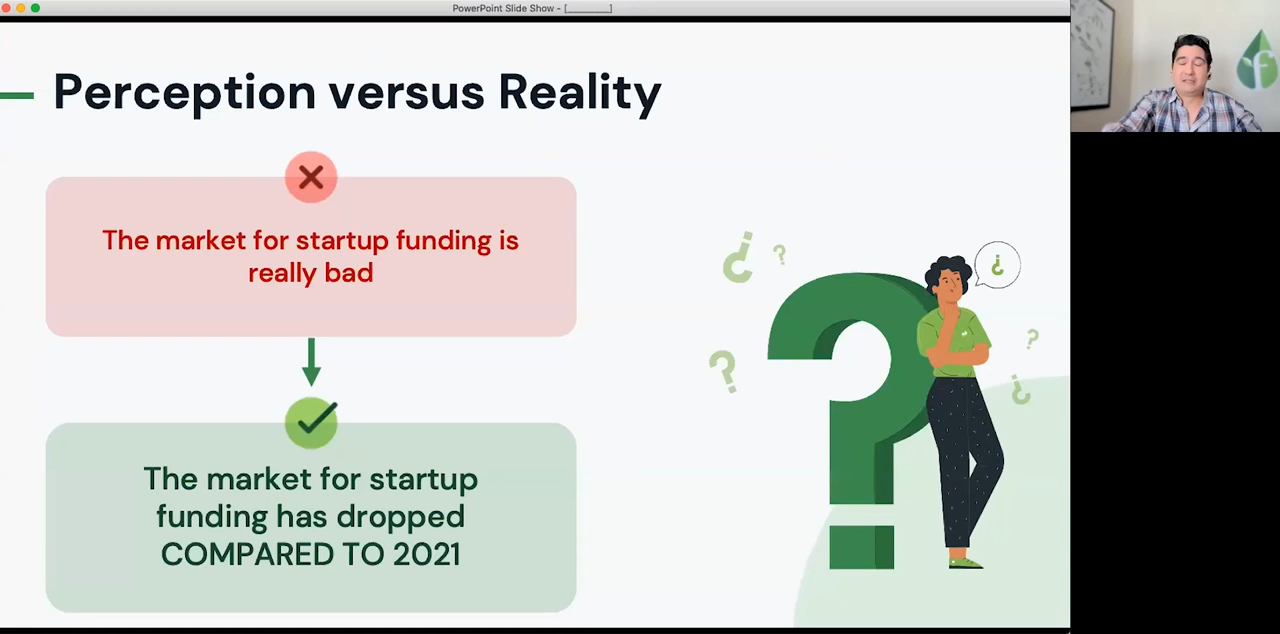 PowerPoint Slide Show - [________]
Perception versus Reality
The market for startup funding is
really bad
The market for startup
funding has dropped
COMPARED TO 2021
¿
?
¿
?
?
¿
f